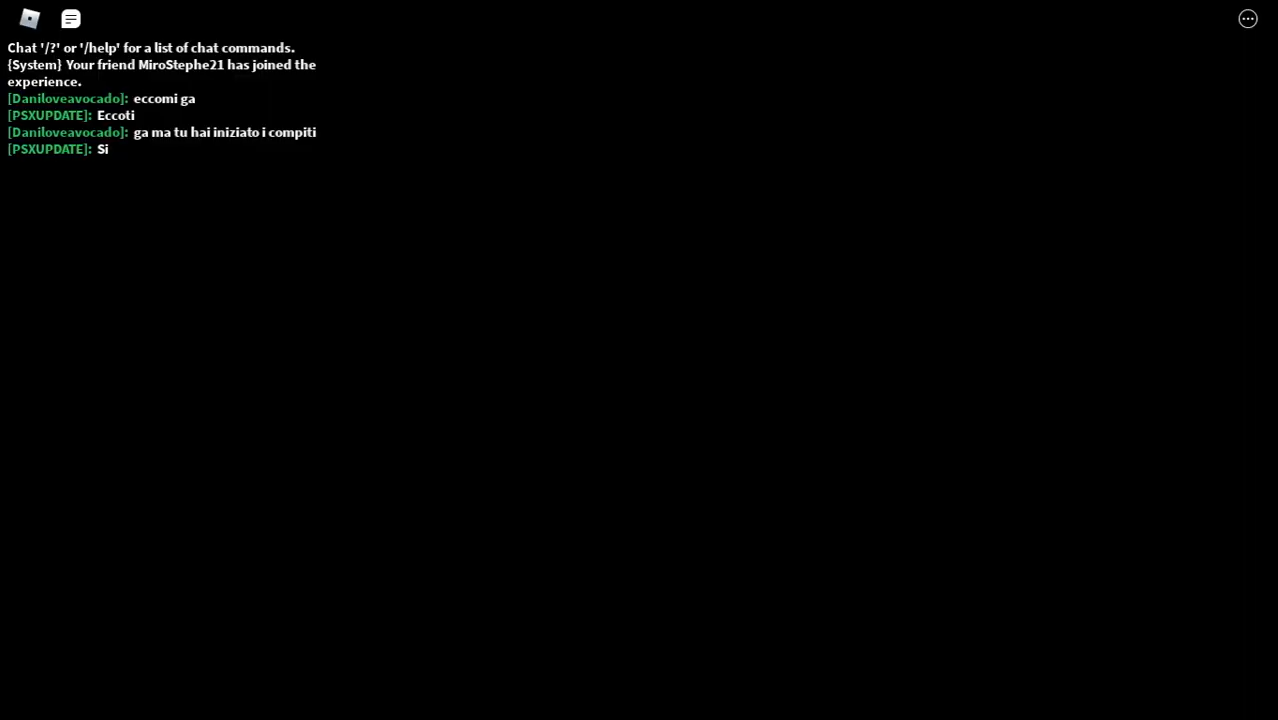 Chat '/?' or '/help' for a list of chat commands.
{System} Your friend MiroStephe21 has joined the
experience.
[Daniloveavocado]: eccomi ga
[PSXUPDATE]: Eccoti
[Daniloveavocado]: ga ma tu hai iniziato i compiti
[PSXUPDATE]: Si